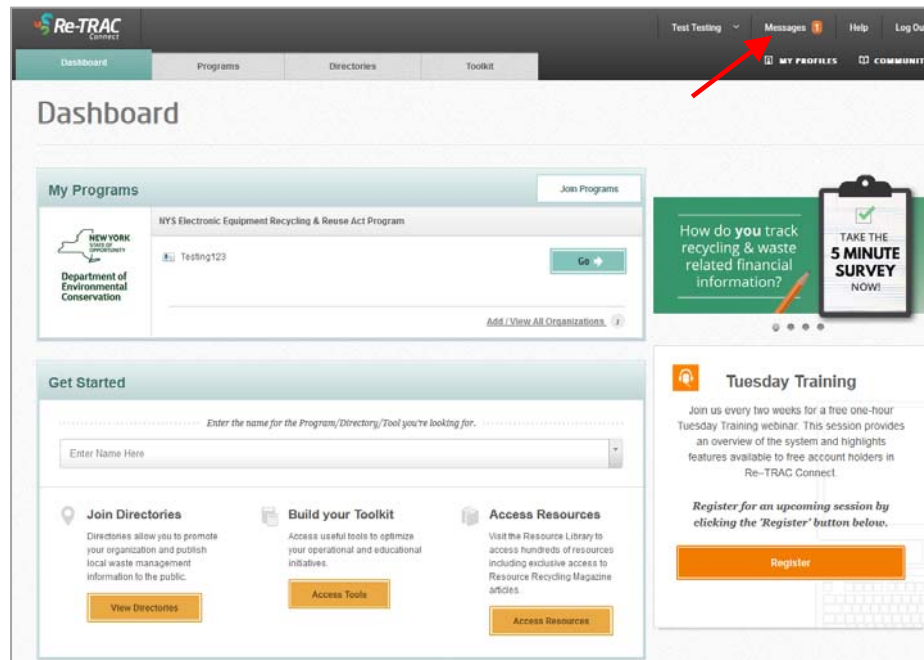 Re-TRAC
Connect
Test Testing
Messages 1
Help
Log Ou
Dashboard
Programs
Directories
Toolkit
MY PROFILES
COMMUNIT
Dashboard
My Programs
Join Programs
NEW YORK
STATE OF
OPPORTUNITY
Department of
Environmental
Conservation
NYS Electronic Equipment Recycling & Reuse Act Program
Testing123
Go
Add / View All Organizations
How do you track
recycling & waste
related financial
information?
TAKE THE
5 MINUTE
SURVEY
NOW!
Get Started
Enter the name for the Program/Directory/Tool you're looking for.
Enter Name Here
Join Directories
Directories allow you to promote
your organization and publish
local waste management
information to the public.
View Directories
Build your Toolkit
Access useful tools to optimize
your operational and educational
initiatives.
Access Tools
Access Resources
Visit the Resource Library to
access hundreds of resources
including exclusive access to
Resource Recycling Magazine
articles.
Access Resources
Tuesday Training
Join us every two weeks for a free one-hour
Tuesday Training webinar. This session provides
an overview of the system and highlights
features available to free account holders in
Re-TRAC Connect.
Register for an upcoming session by
clicking the 'Register' button below.
Register